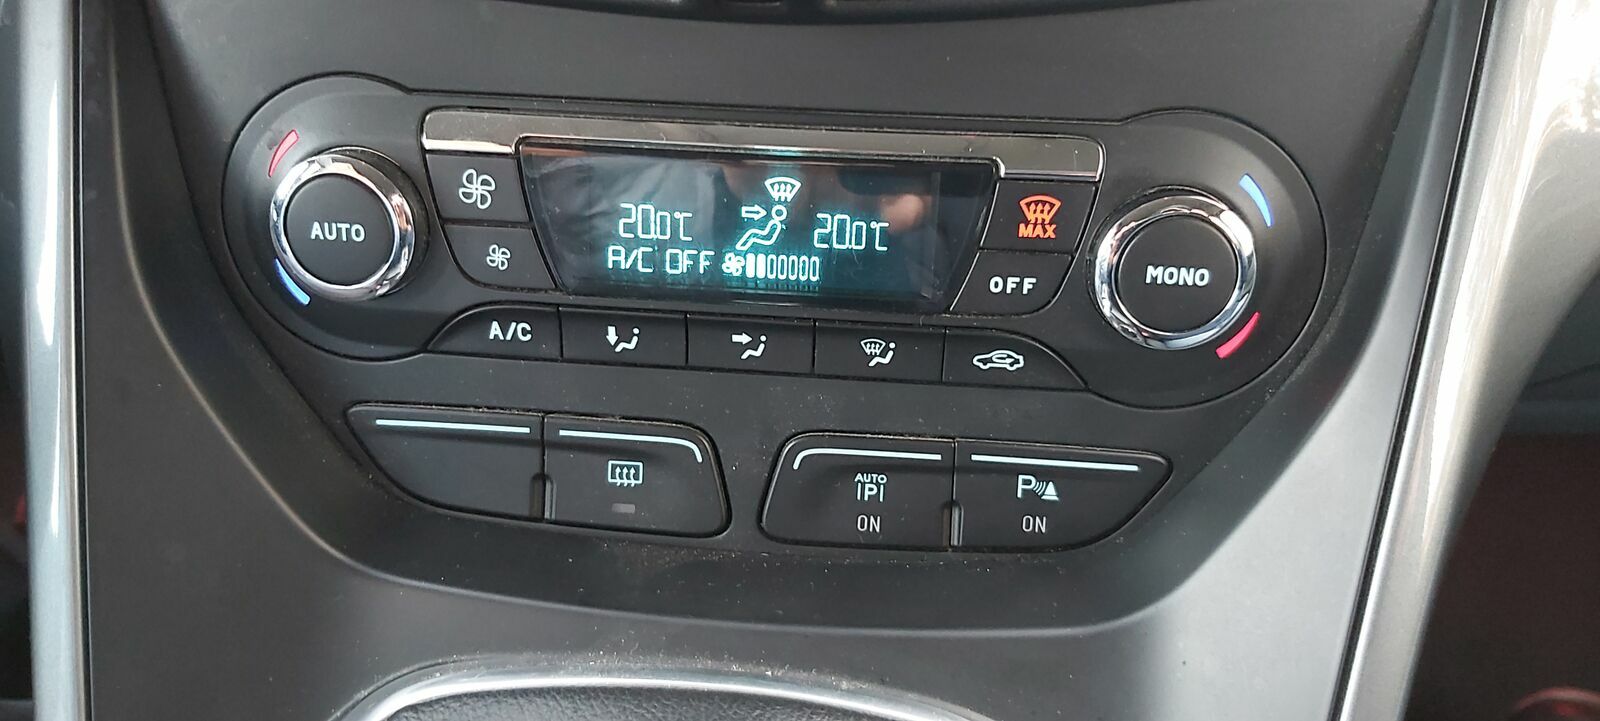 AUTO
20.0°C
20.0°C
A/C OFF
MAX
OFF
MONO
A/C
AUTO
P
ON
P
ON